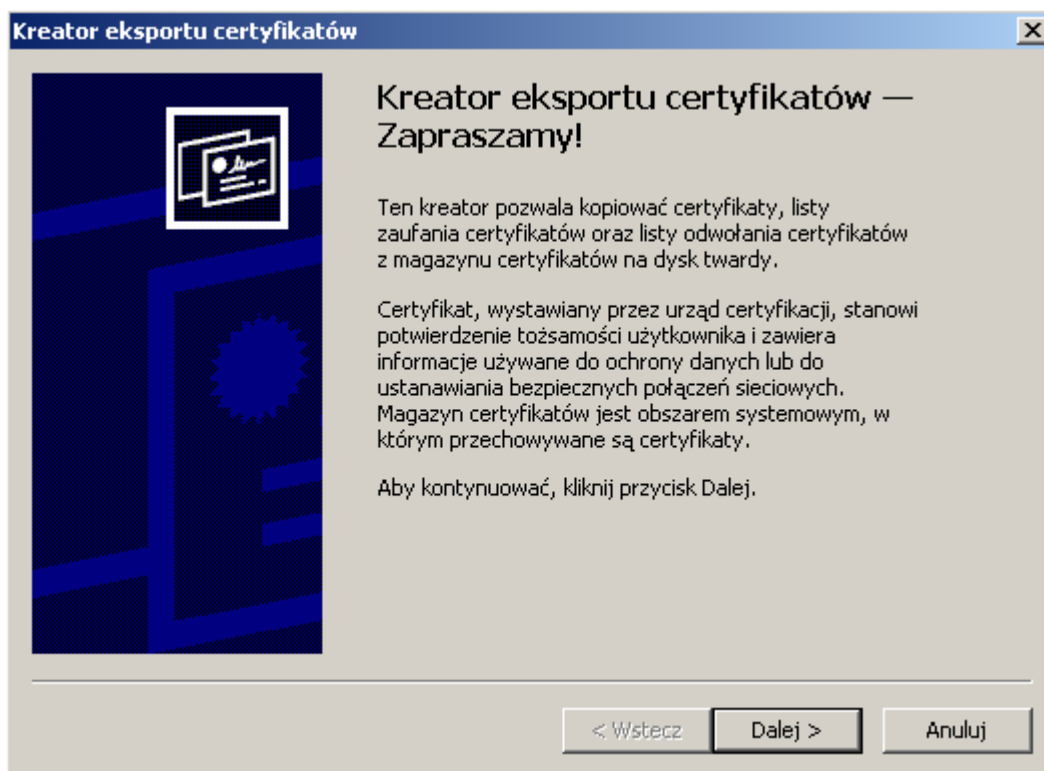 Kreator eksportu certyfikatów
Kreator eksportu certyfikatów —
Zapraszamy!
Ten kreator pozwala kopiować certyfikaty, listy
zaufania certyfikatów oraz listy odwołania certyfikatów
z magazynu certyfikatów na dysk twardy.
Certyfikat, wystawiany przez urząd certyfikacji, stanowi
potwierdzenie tożsamości użytkownika i zawiera
informacje używane do ochrony danych lub do
ustanawiania bezpiecznych połączeń sieciowych.
Magazyn certyfikatów jest obszarem systemowym, w
którym przechowywane są certyfikaty.
Aby kontynuować, kliknij przycisk Dalej.
< Wstecz
Dalej >
Anuluj